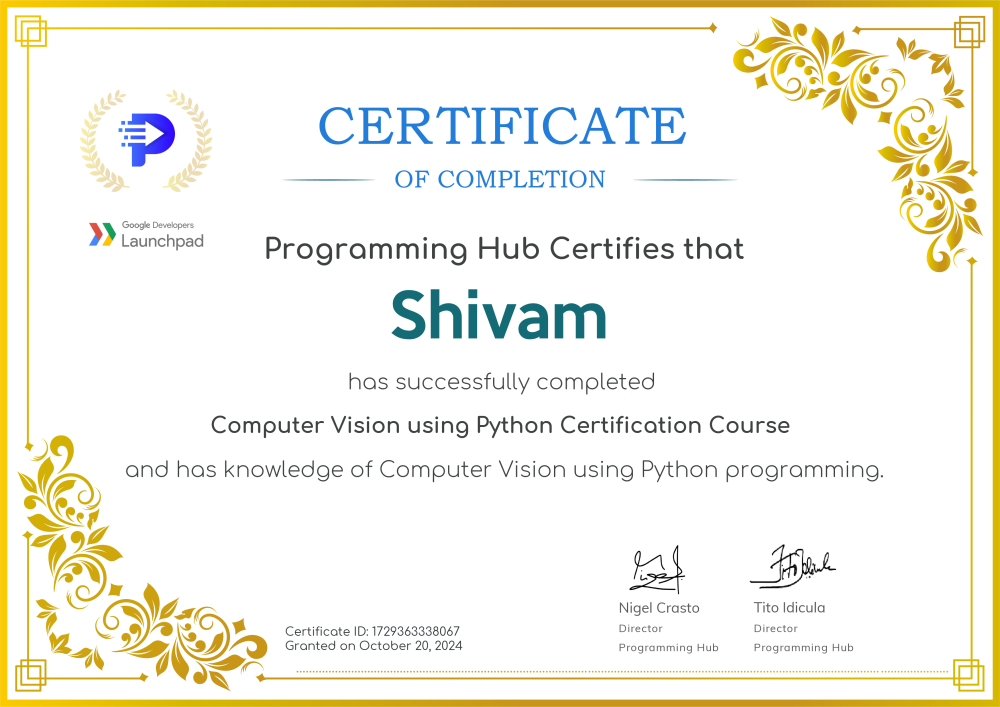 CERTIFICATE
OF COMPLETION
Google Developers
Launchpad
Programming Hub Certifies that
Shivam
has successfully completed
Computer Vision using Python Certification Course
and has knowledge of Computer Vision using Python programming.
Nigel Crasto
Director
Programming Hub
Tito Idicula
Director
Programming Hub
Certificate ID: 1729363338067
Granted on October 20, 2024